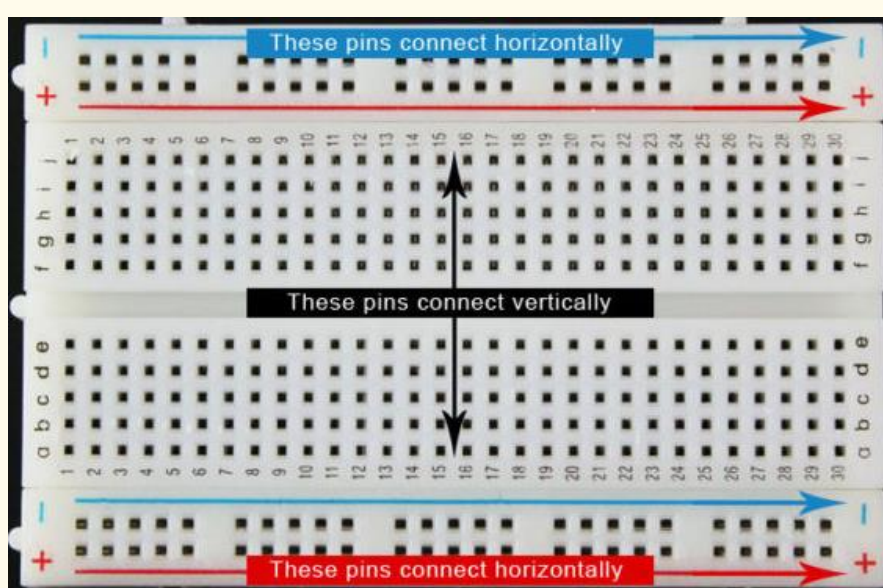 These pins connect horizontally
- -
+ +
1 2 3 4 5 6 7 8 9 10 11 12 13 14 15 16 17 18 19 20 21 22 23 24 25 26 27 28 29 30
j j
i i
h h
g g
f f
These pins connect vertically
e e
d d
c c
b b
a a
1 2 3 4 5 6 7 8 9 10 11 12 13 14 15 16 17 18 19 20 21 22 23 24 25 26 27 28 29 30
- -
+ +
These pins connect horizontally